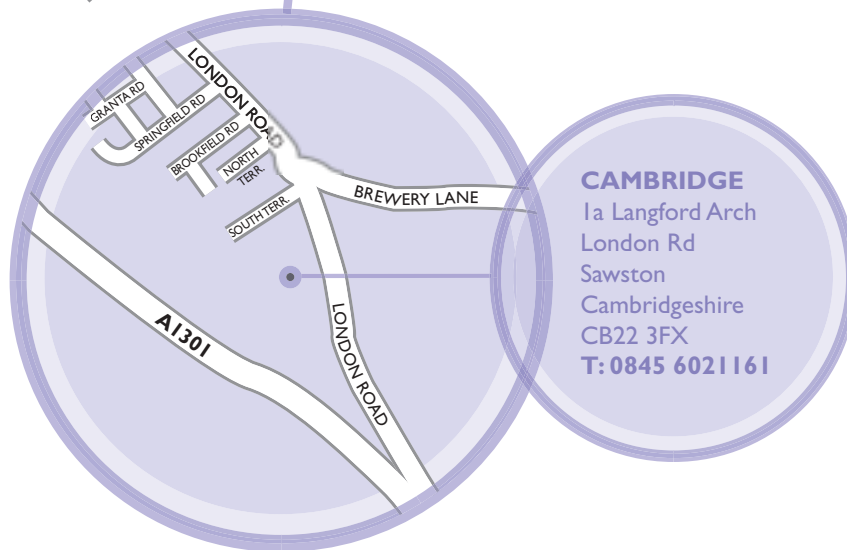 LONDON ROAD
GRANTA RD
SPRINGFIELD RD
BROOKFIELD RD
NORTH
TERR.
SOUTH TERR.
BREWERY LANE
A1301
LONDON ROAD
CAMBRIDGE
1a Langford Arch
London Rd
Sawston
Cambridgeshire
CB22 3FX
T: 0845 6021161